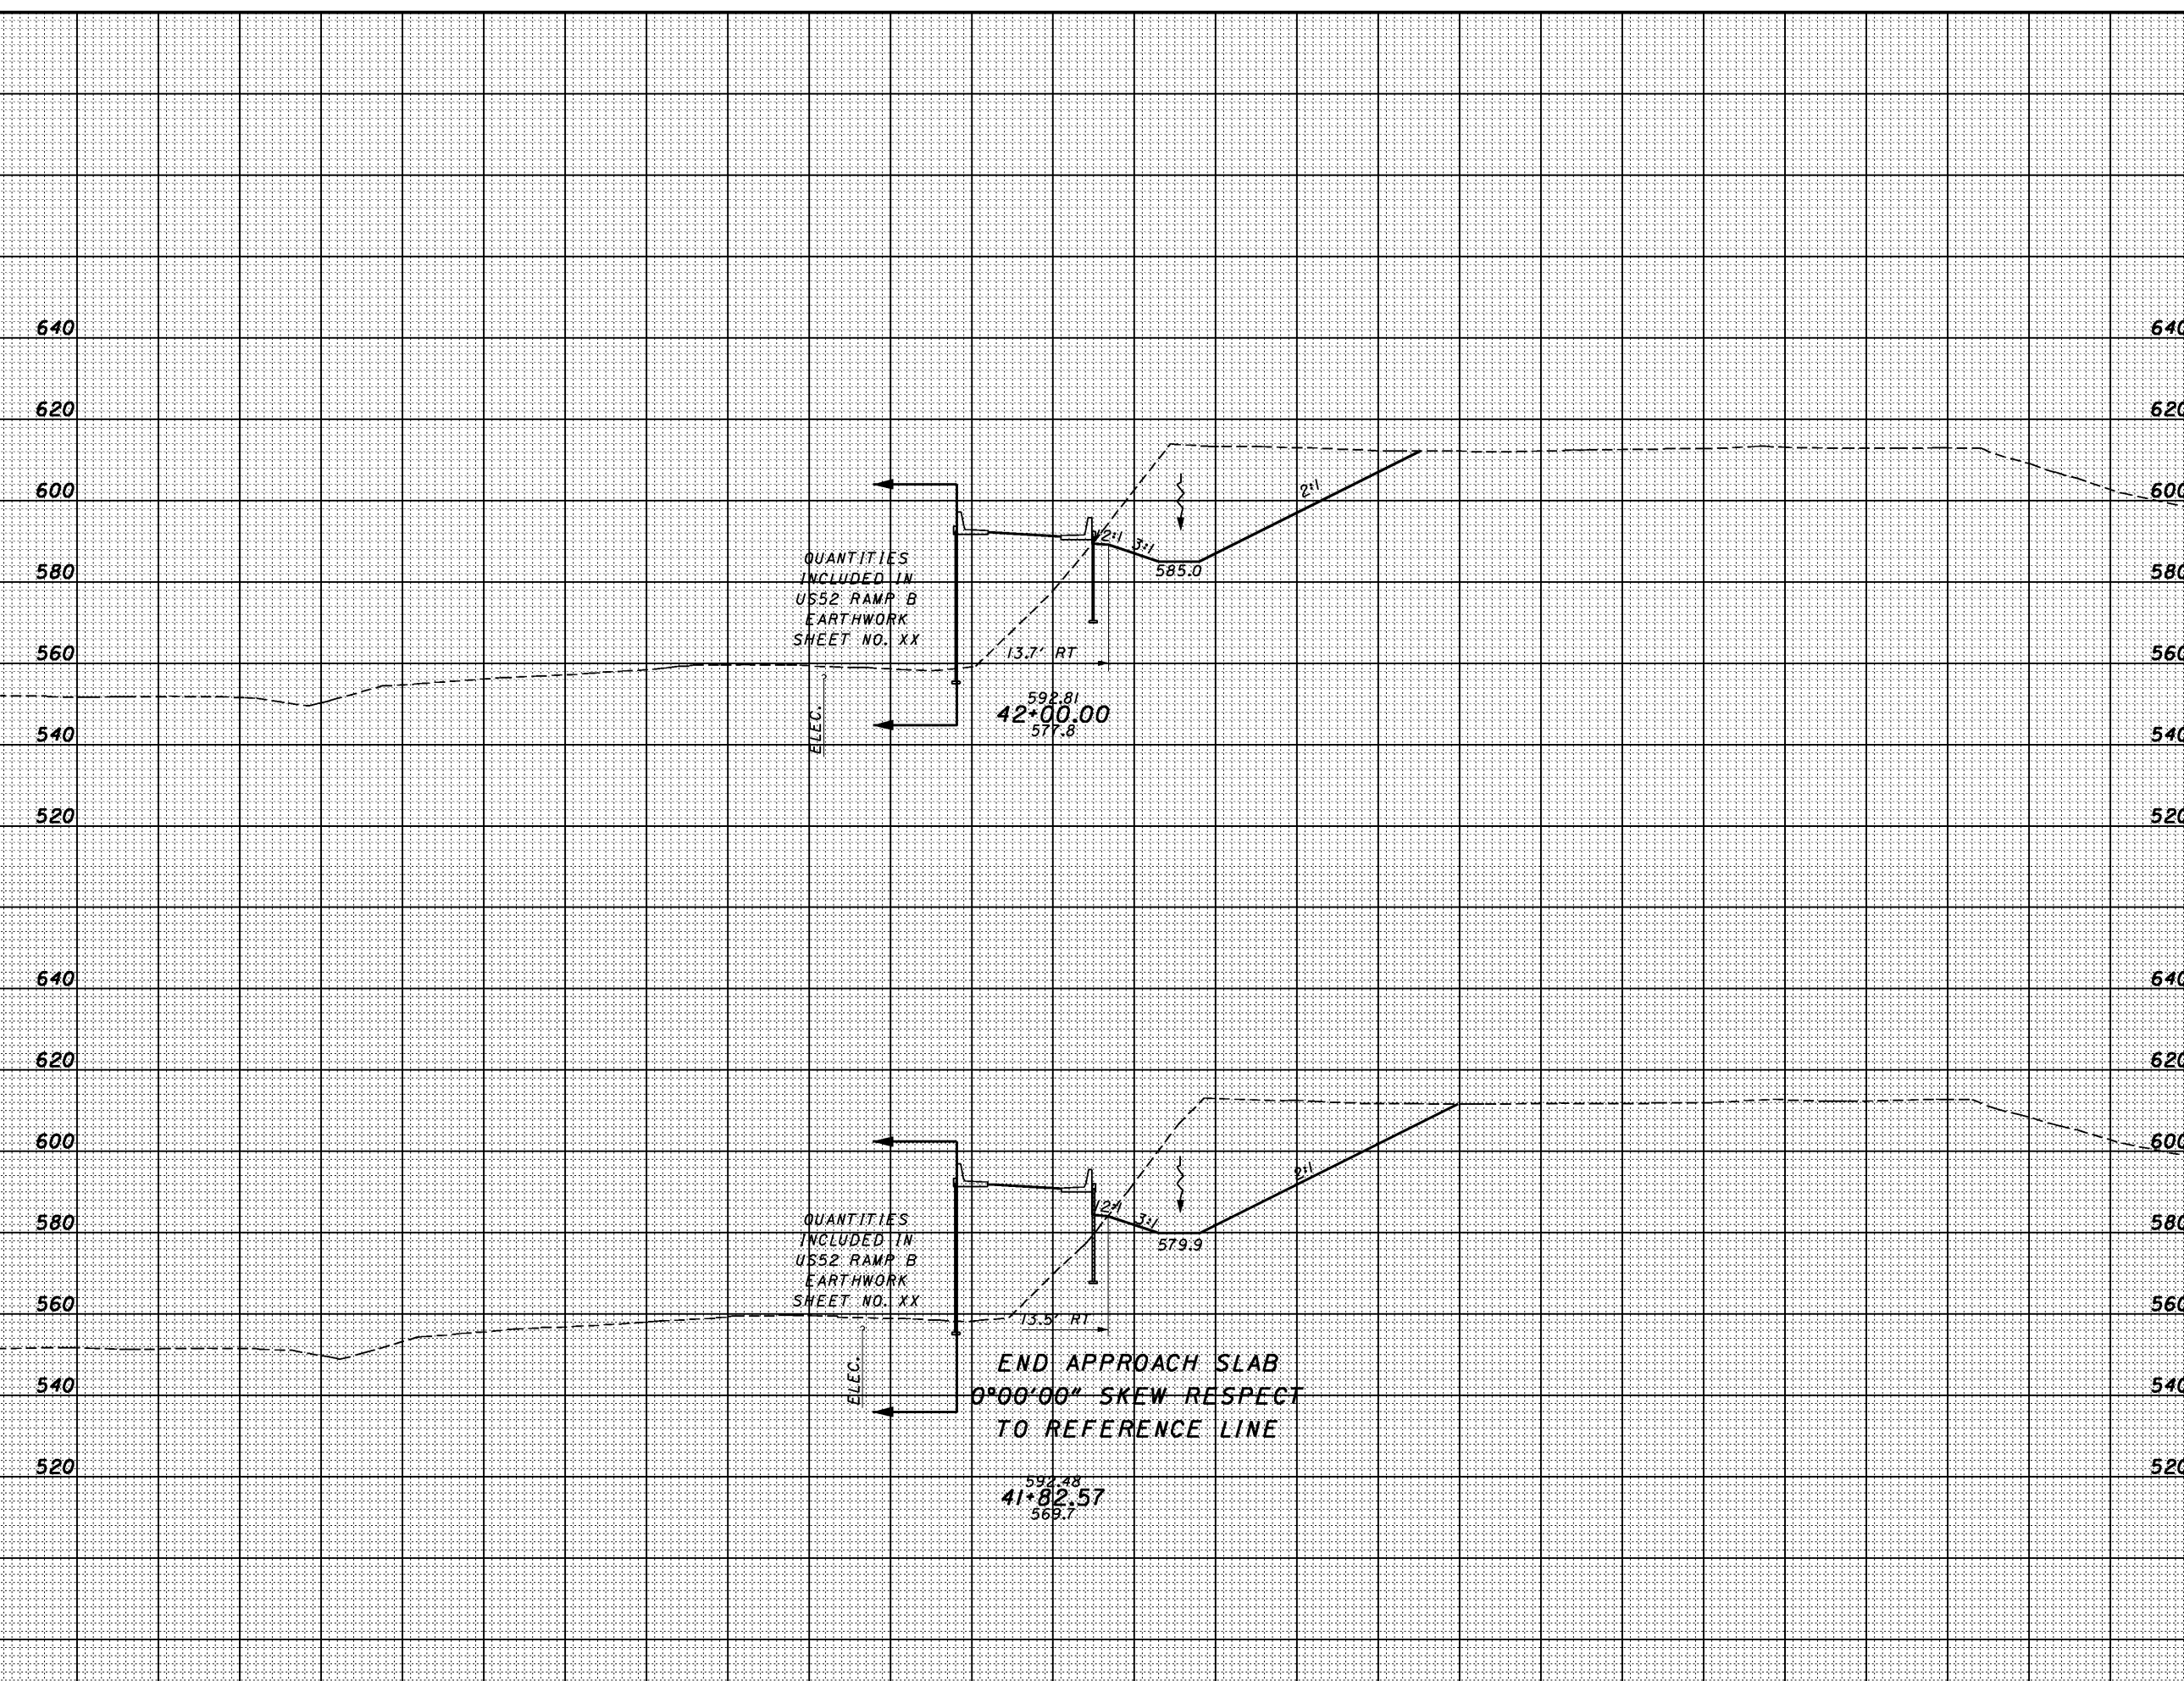 640 640
620 620
600 600
2:1
12:1 3:1
580 580
585.0
QUANTITIES
INCLUDED IN
US52 RAMP B
EARTHWORK
SHEET NO. XX
560 560
13.7' RT
592.81
42+00.00
577.8
ELEC.
540 540
520 520
640 640
620 620
600 600
2:1
12:1 3:1
580 580
579.9
QUANTITIES
INCLUDED IN
US52 RAMP B
EARTHWORK
SHEET NO. XX
560 560
13.5' RT
ELEC.
END APPROACH SLAB
0°00'00" SKEW RESPECT
TO REFERENCE LINE
540 540
520 520
592.48
41+82.57
569.7